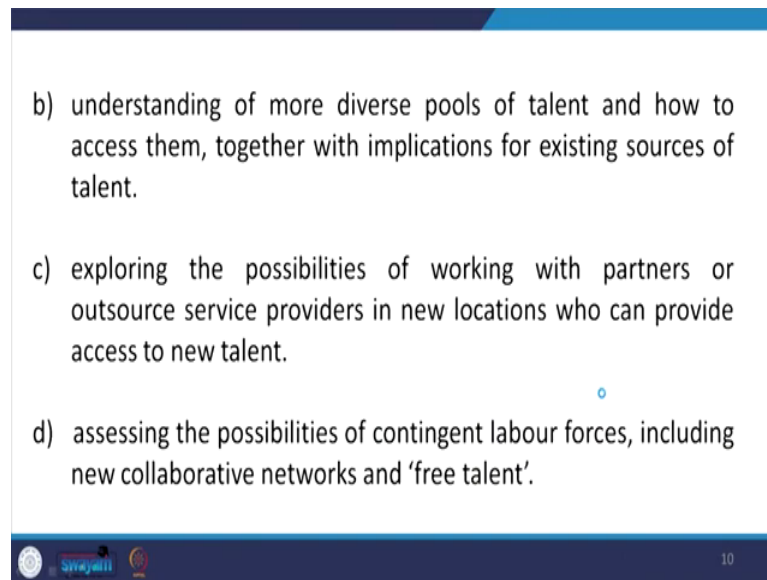 b) understanding of more diverse pools of talent and how to
access them, together with implications for existing sources of
talent.
c) exploring the possibilities of working with partners or
outsource service providers in new locations who can provide
access to new talent.
d) assessing the possibilities of contingent labour forces, including
new collaborative networks and ‘free talent’.
swayam
10